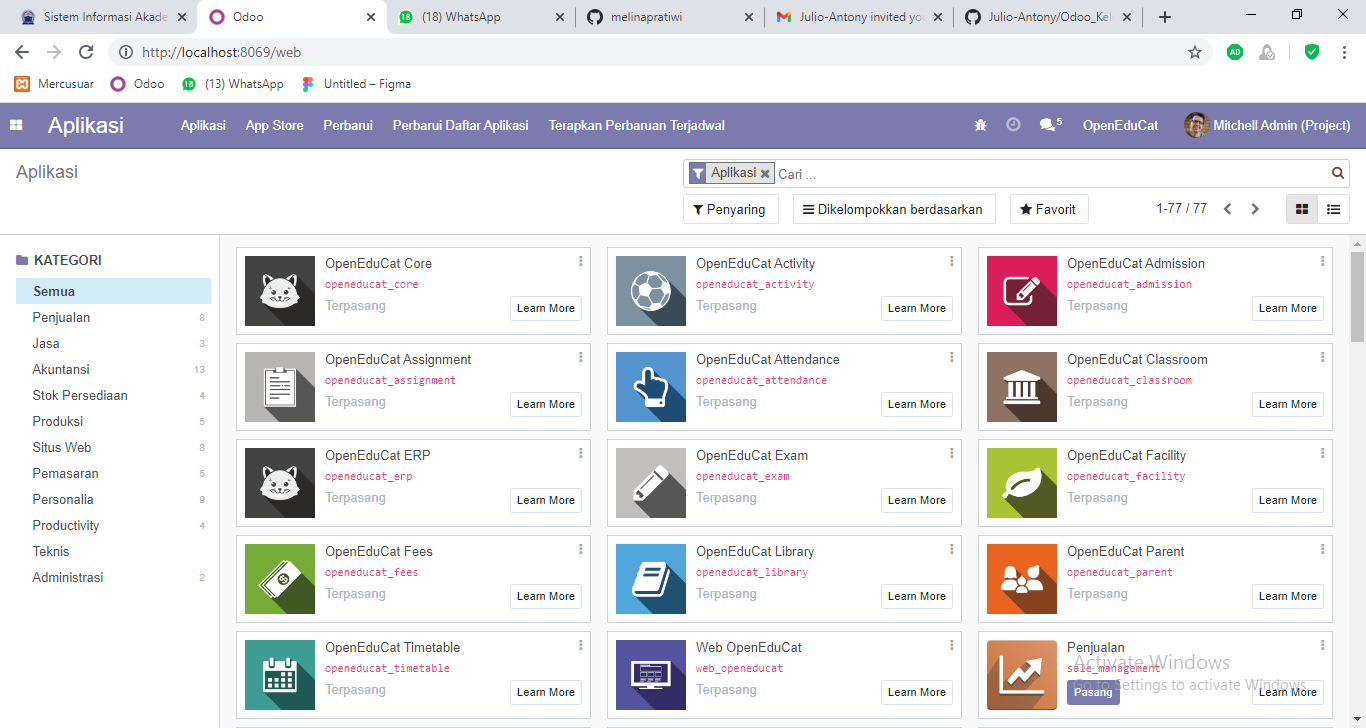 Sistem Informasi Akade
Odoo
(18) WhatsApp
melinapratiwi
Julio-Antony invited yo
Julio-Antony/Odoo_Kel
http://localhost:8069/web
Mercusuar
Odoo
(13) WhatsApp
Untitled – Figma
Aplikasi
Aplikasi
App Store
Perbarui
Perbarui Daftar Aplikasi
Terapkan Perbaruan Terjadwal
5
OpenEduCat
Mitchell Admin (Project)
Aplikasi
Aplikasi
Cari ...
Penyaring
Dikelompokkan berdasarkan
Favorit
1-77 / 77
KATEGORI
Semua
Penjualan 8
Jasa 3
Akuntansi 13
Stok Persediaan 4
Produksi 5
Situs Web 8
Pemasaran 5
Personalia 9
Productivity 4
Teknis
Administrasi 2
OpenEduCat Core
openeducat_core
Terpasang
Learn More
OpenEduCat Activity
openeducat_activity
Terpasang
Learn More
OpenEduCat Admission
openeducat_admission
Terpasang
Learn More
OpenEduCat Assignment
openeducat_assignment
Terpasang
Learn More
OpenEduCat Attendance
openeducat_attendance
Terpasang
Learn More
OpenEduCat Classroom
openeducat_classroom
Terpasang
Learn More
OpenEduCat ERP
openeducat_erp
Terpasang
Learn More
OpenEduCat Exam
openeducat_exam
Terpasang
Learn More
OpenEduCat Facility
openeducat_facility
Terpasang
Learn More
OpenEduCat Fees
openeducat_fees
Terpasang
Learn More
OpenEduCat Library
openeducat_library
Terpasang
Learn More
OpenEduCat Parent
openeducat_parent
Terpasang
Learn More
OpenEduCat Timetable
openeducat_timetable
Terpasang
Learn More
Web OpenEduCat
web_openeducat
Terpasang
Learn More
Penjualan
sale_management
Pasang
Learn More
Activate Windows
Go to Settings to activate Windows.